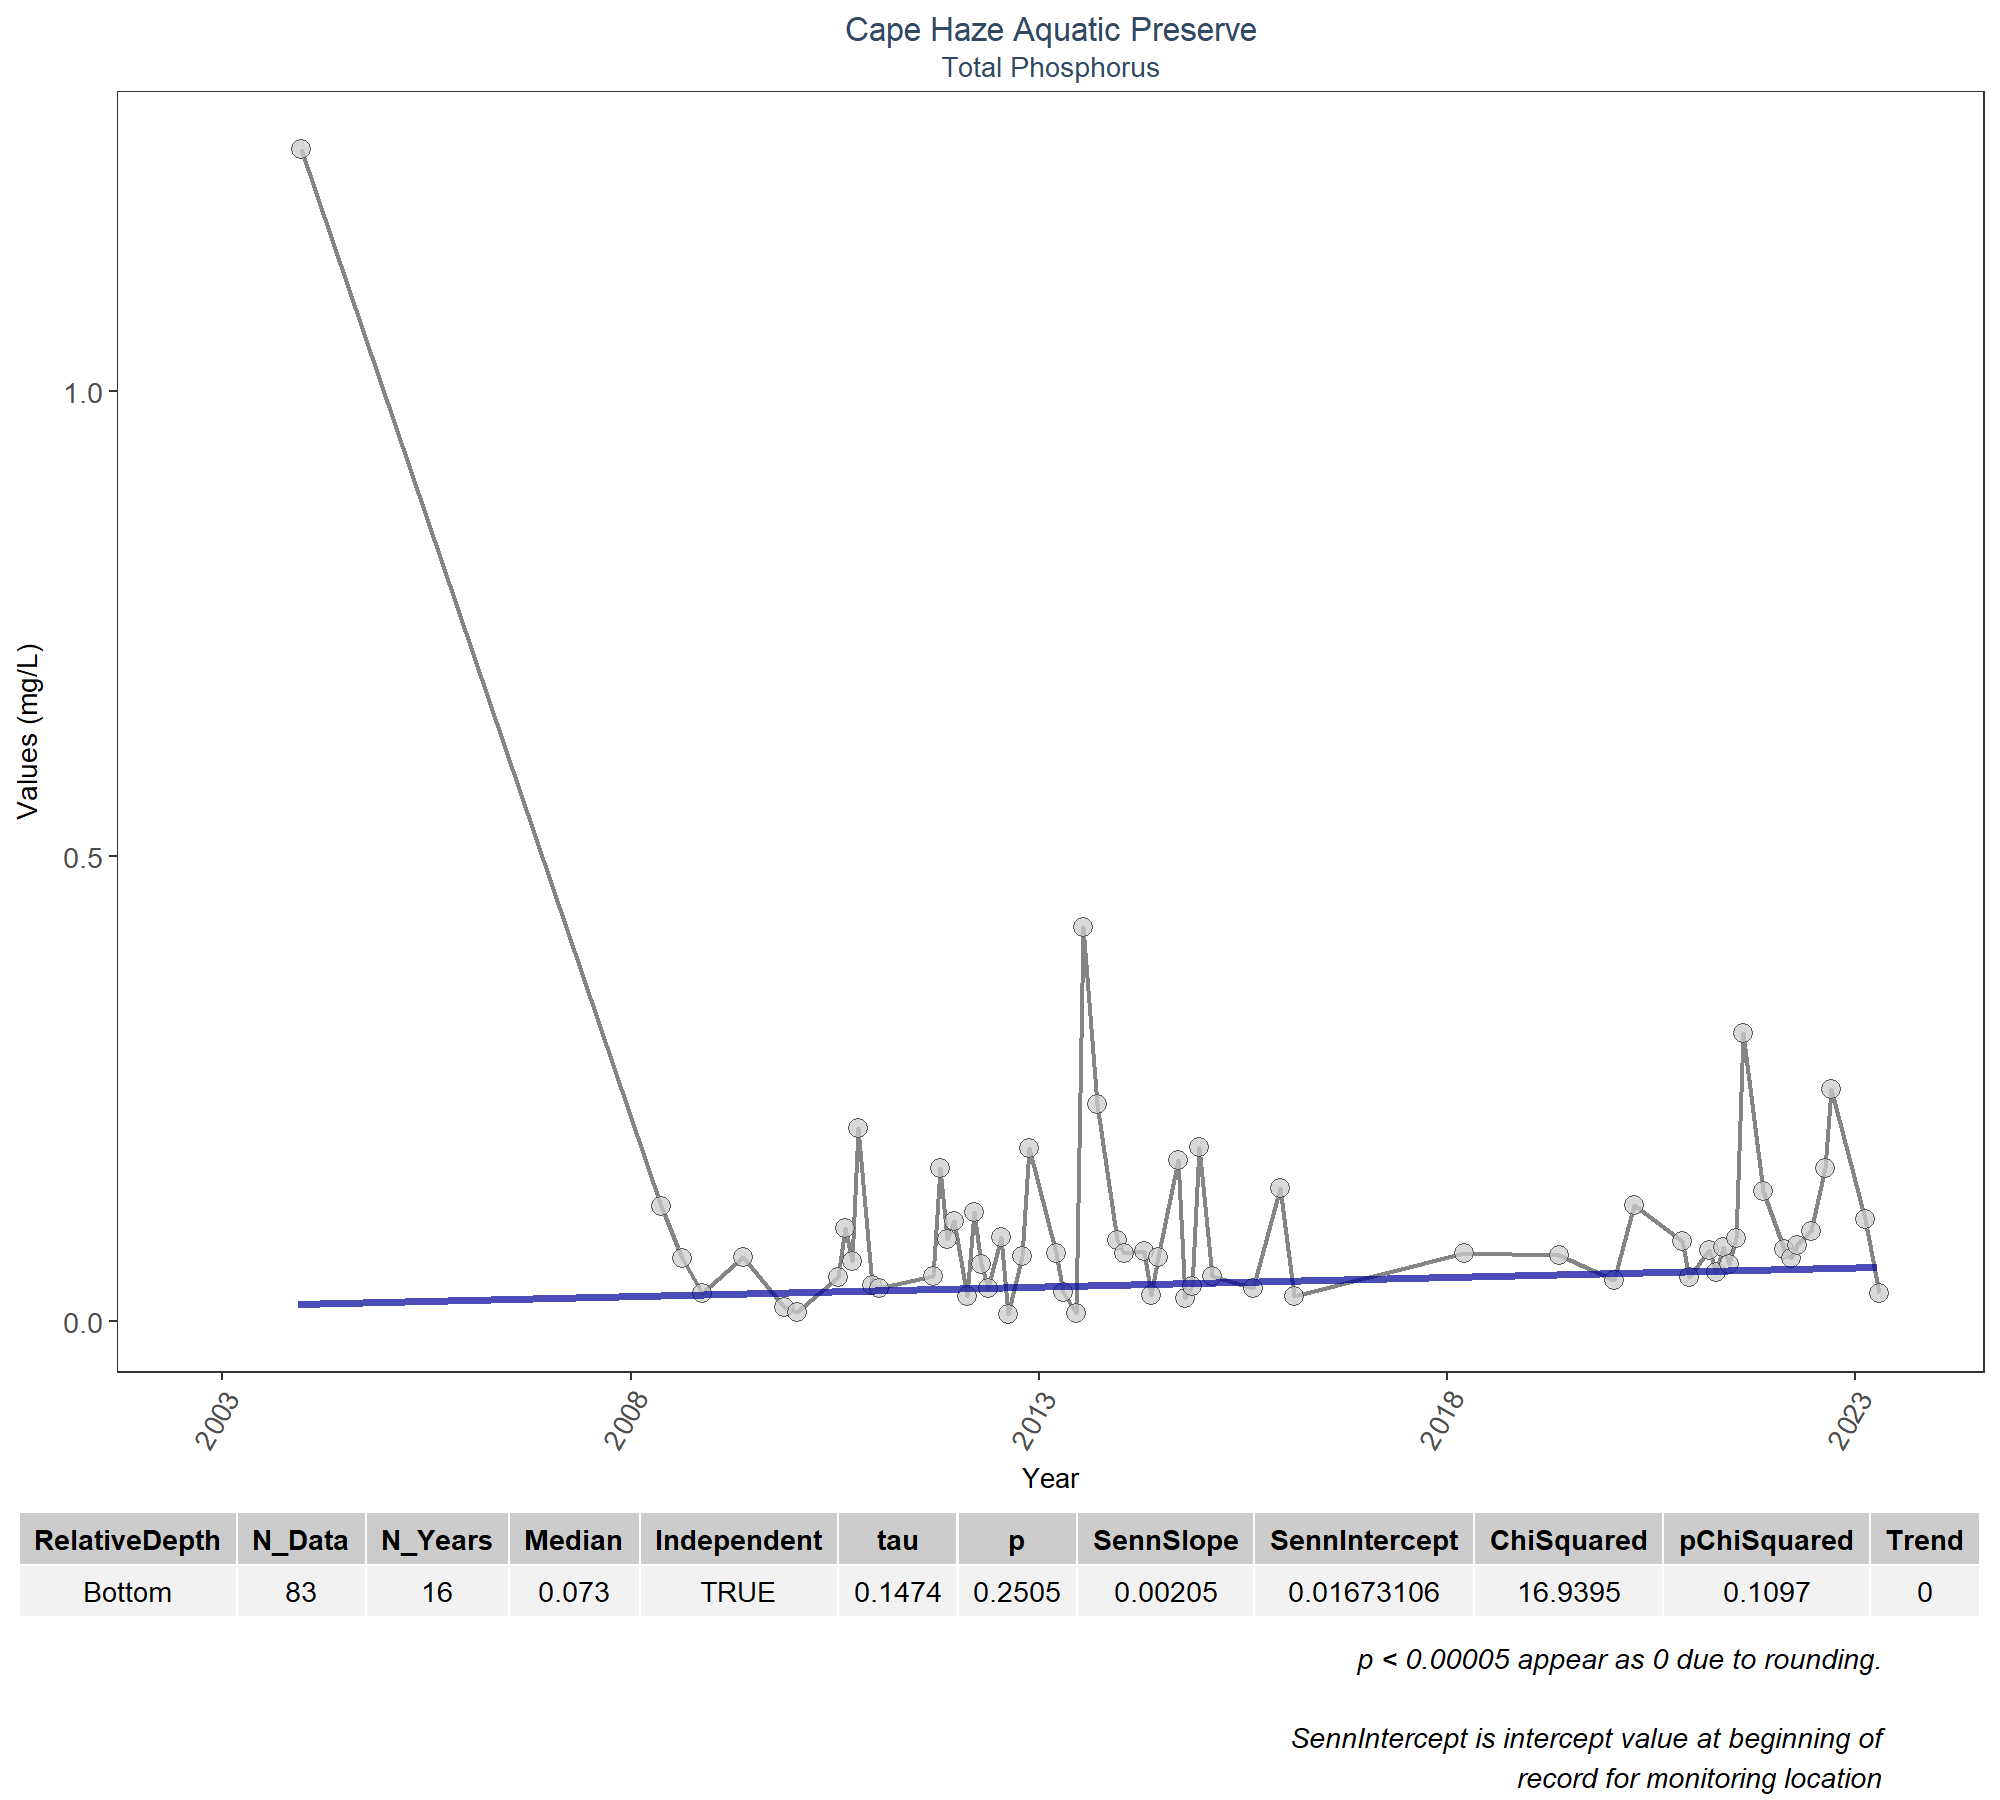 Cape Haze Aquatic Preserve
Total Phosphorus
Values (mg/L)
1.0
0.5
0.0
2003 2008 2013 2018 2023
Year
RelativeDepth N_Data N_Years Median Independent tau p SennSlope SennIntercept ChiSquared pChiSquared Trend
Bottom 83 16 0.073 TRUE 0.1474 0.2505 0.00205 0.01673106 16.9395 0.1097 0
p < 0.00005 appear as 0 due to rounding.
SennIntercept is intercept value at beginning of
record for monitoring location